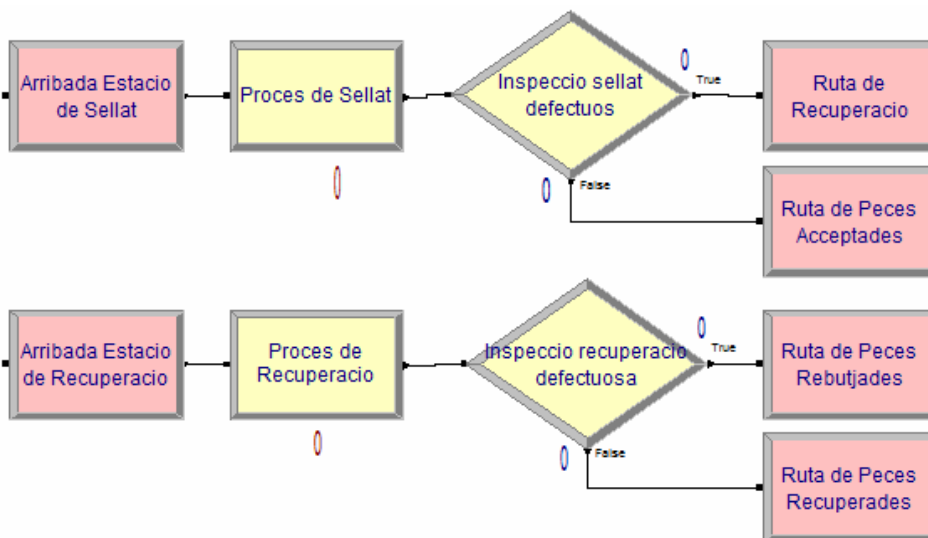 Arribada Estacio
de Sellat
Proces de Sellat
0
Inspeccio sellat
defectuos
0
True
0
False
Ruta de
Recuperacio
Ruta de Peces
Acceptades
Arribada Estacio
de Recuperacio
Proces de
Recuperacio
0
Inspeccio recuperacio
defectuosa
0
True
0
False
Ruta de Peces
Rebutjades
Ruta de Peces
Recuperades